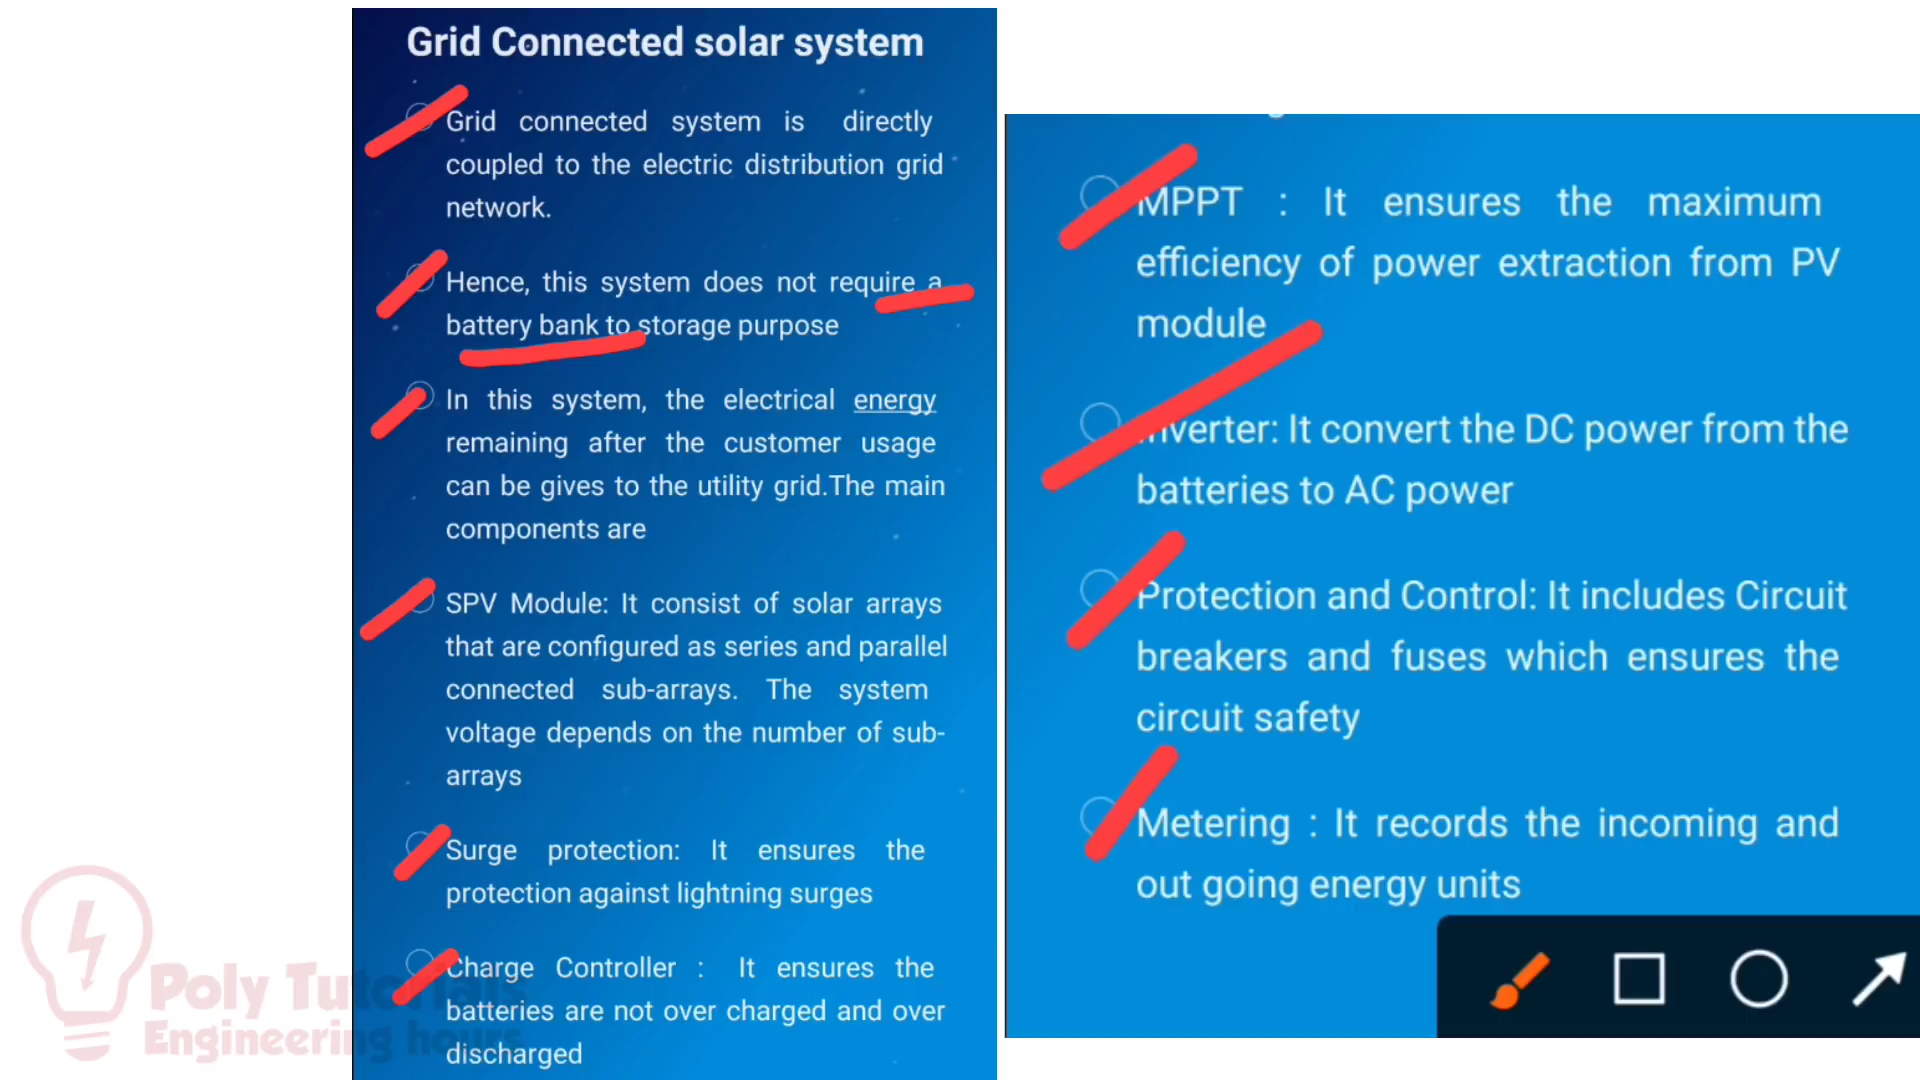 Grid Connected solar system
Grid connected system is directly
coupled to the electric distribution grid
network.
Hence, this system does not require a
battery bank to storage purpose
In this system, the electrical energy
remaining after the customer usage
can be gives to the utility grid.The main
components are
SPV Module: It consist of solar arrays
that are configured as series and parallel
connected sub-arrays. The system
voltage depends on the number of sub-
arrays
Surge protection: It ensures the
protection against lightning surges
Charge Controller : It ensures the
batteries are not over charged and over
discharged
MPPT : It ensures the maximum
efficiency of power extraction from PV
module
Inverter: It convert the DC power from the
batteries to AC power
Protection and Control: It includes Circuit
breakers and fuses which ensures the
circuit safety
Metering : It records the incoming and
out going energy units
Poly Tutorials
Engineering hours